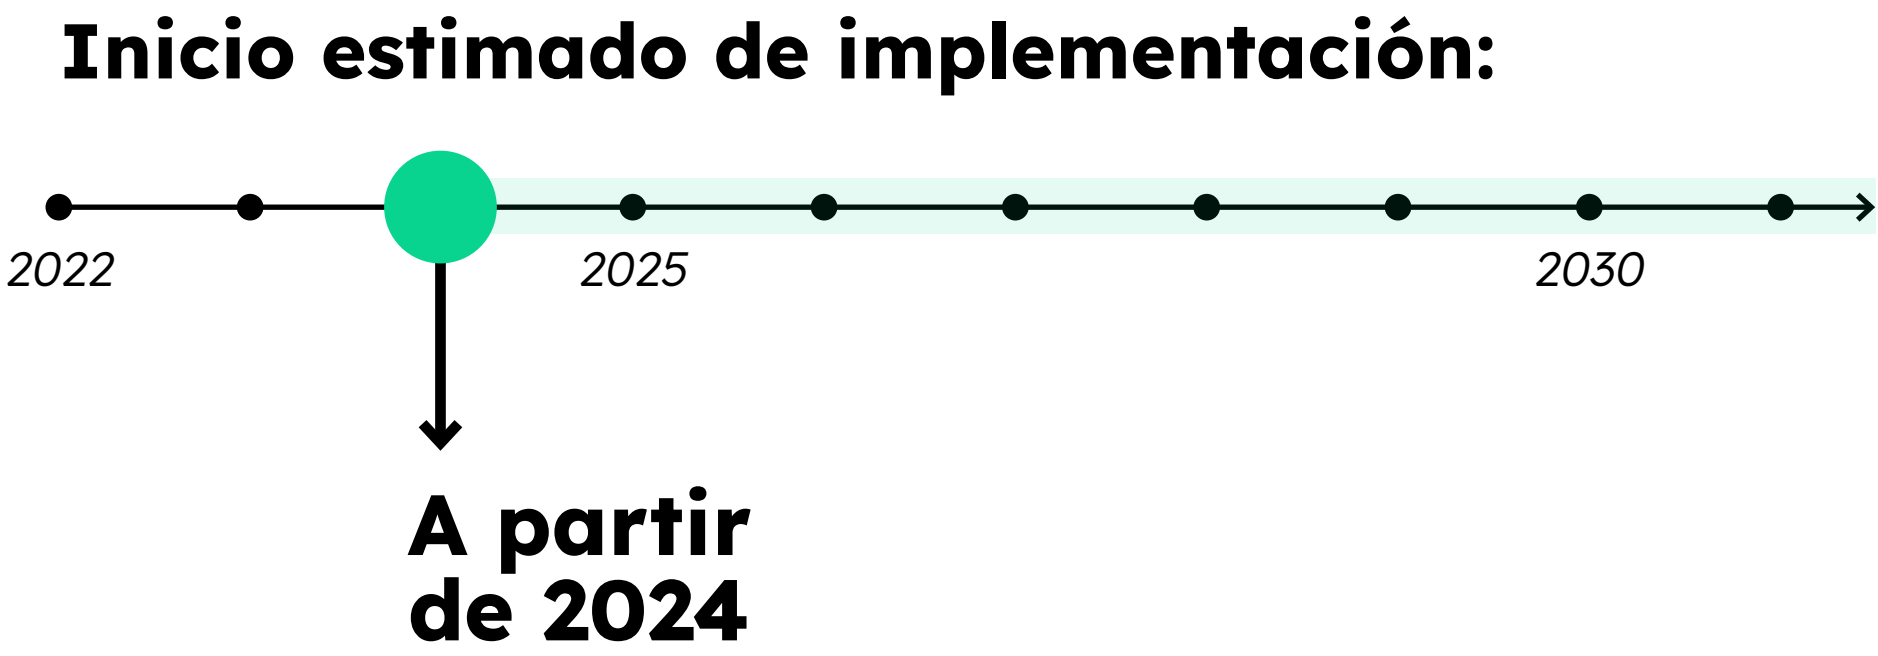 Inicio estimado de implementación:
2022
2025
2030
A partir
de 2024